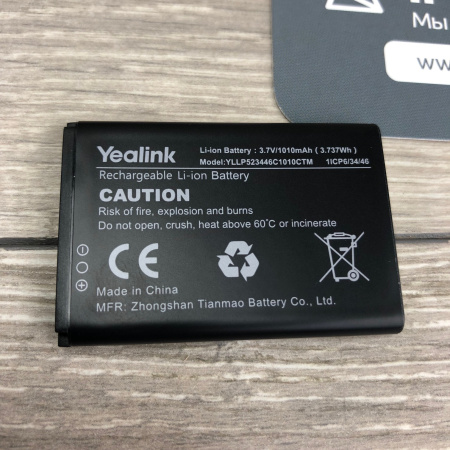 Мы
ww
Yealink
Li-ion Battery : 3.7V/1010mAh ( 3.737Wh )
Model:YLLP523446C1010CTM 1ICP6/34/46
Rechargeable Li-ion Battery
CAUTION
Risk of fire, explosion and burns
Do not open, crush, heat above 60°C or incinerate
CE
Made in China
MFR: Zhongshan Tianmao Battery Co., Ltd.